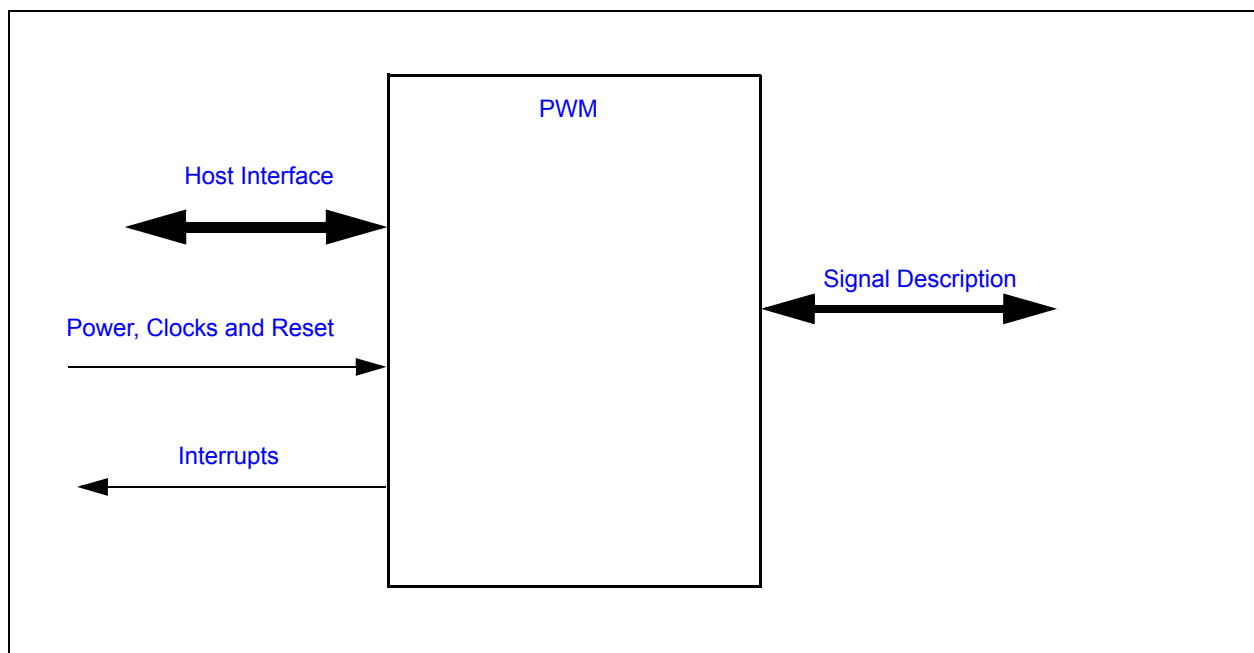 PWM
Host Interface
Signal Description
Power, Clocks and Reset
Interrupts